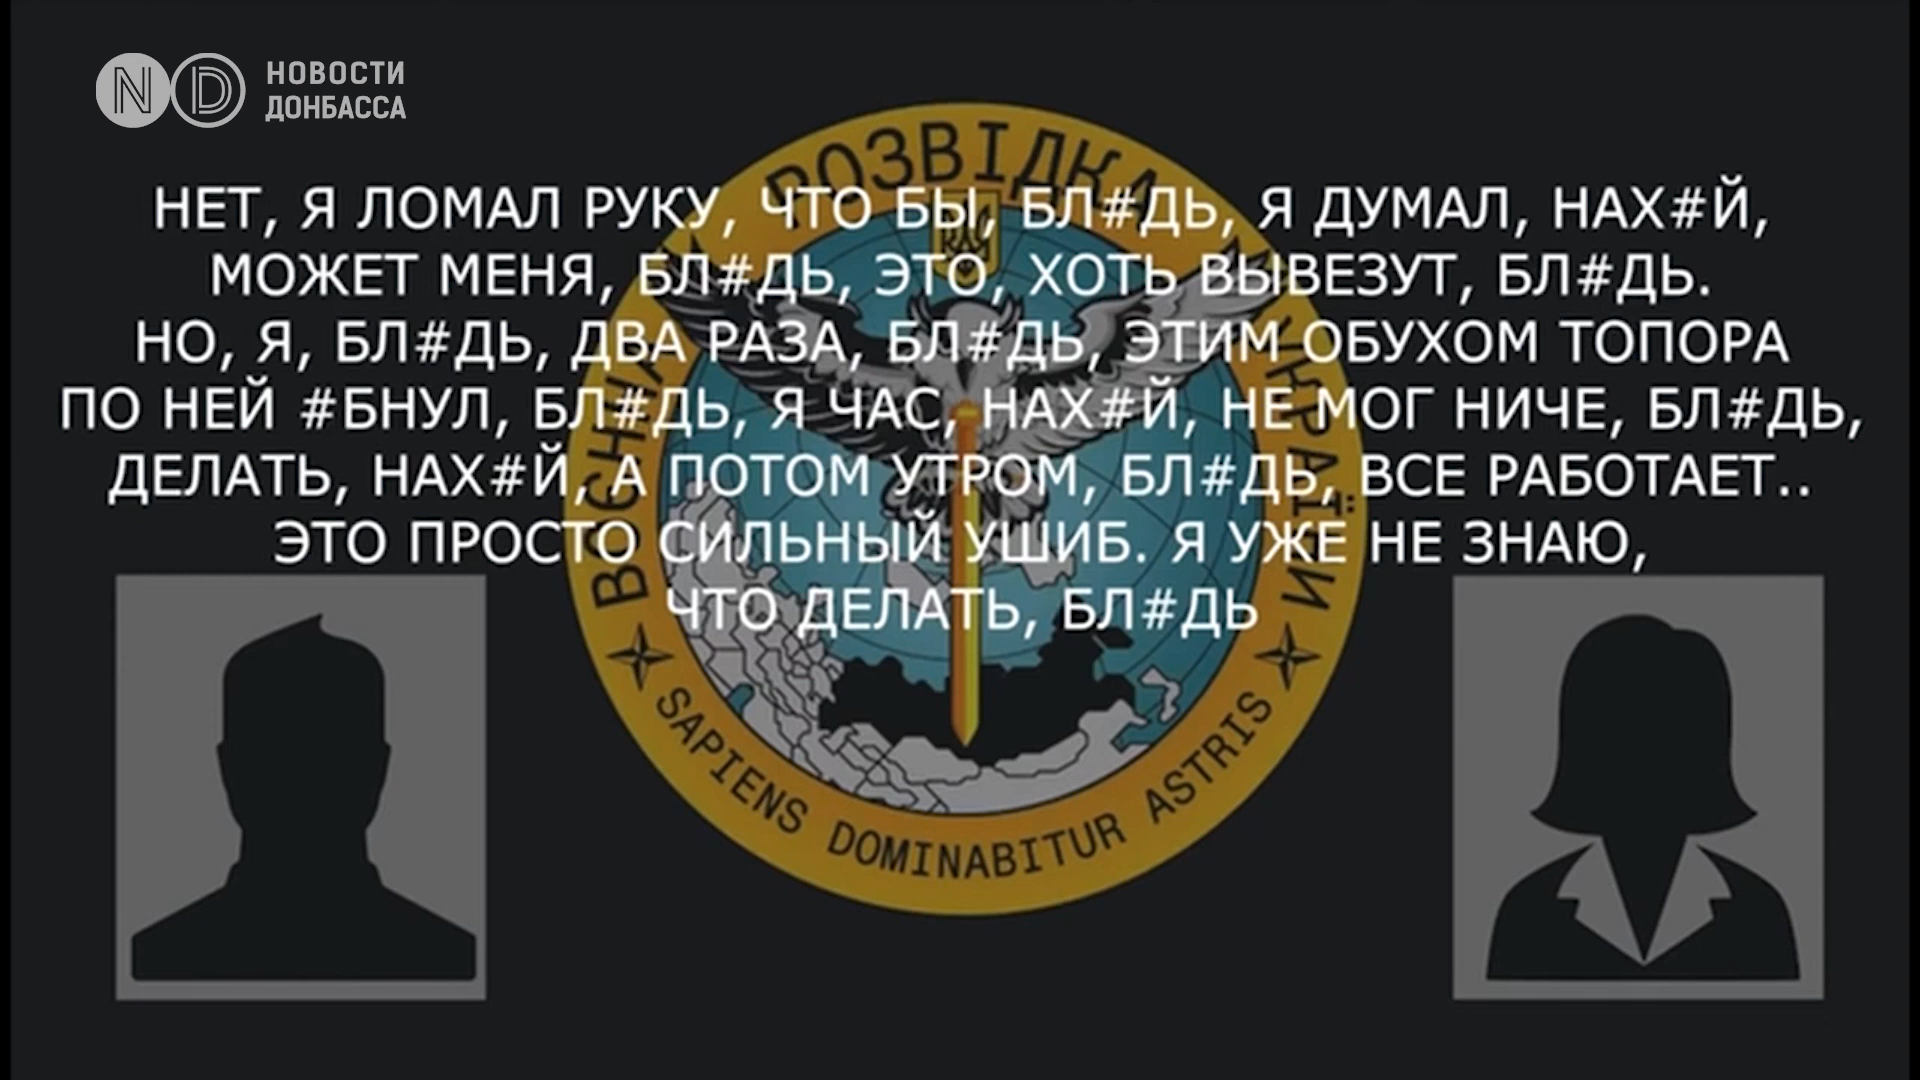 НОВОСТИ
ДОНБАССА
ВОЄННА РОЗВІДКА УКРАЇНИ
НЕТ, Я ЛОМАЛ РУКУ, ЧТО БЫ, БЛ#ДЬ, Я ДУМАЛ, НАХ#Й,
МОЖЕТ МЕНЯ, БЛ#ДЬ, ЭТО, ХОТЬ ВЫВЕЗУТ, БЛ#ДЬ.
НО, Я, БЛ#ДЬ, ДВА РАЗА, БЛ#ДЬ, ЭТИМ ОБУХОМ ТОПОРА
ПО НЕЙ #БНУЛ, БЛ#ДЬ, Я ЧАС, НАХ#Й, НЕ МОГ НИЧЕ, БЛ#ДЬ,
ДЕЛАТЬ, НАХ#Й, А ПОТОМ УТРОМ, БЛ#ДЬ, ВСЕ РАБОТАЕТ..
ЭТО ПРОСТО СИЛЬНЫЙ УШИБ. Я УЖЕ НЕ ЗНАЮ,
ЧТО ДЕЛАТЬ, БЛ#ДЬ
SAPIENS DOMINABITUR ASTRIS